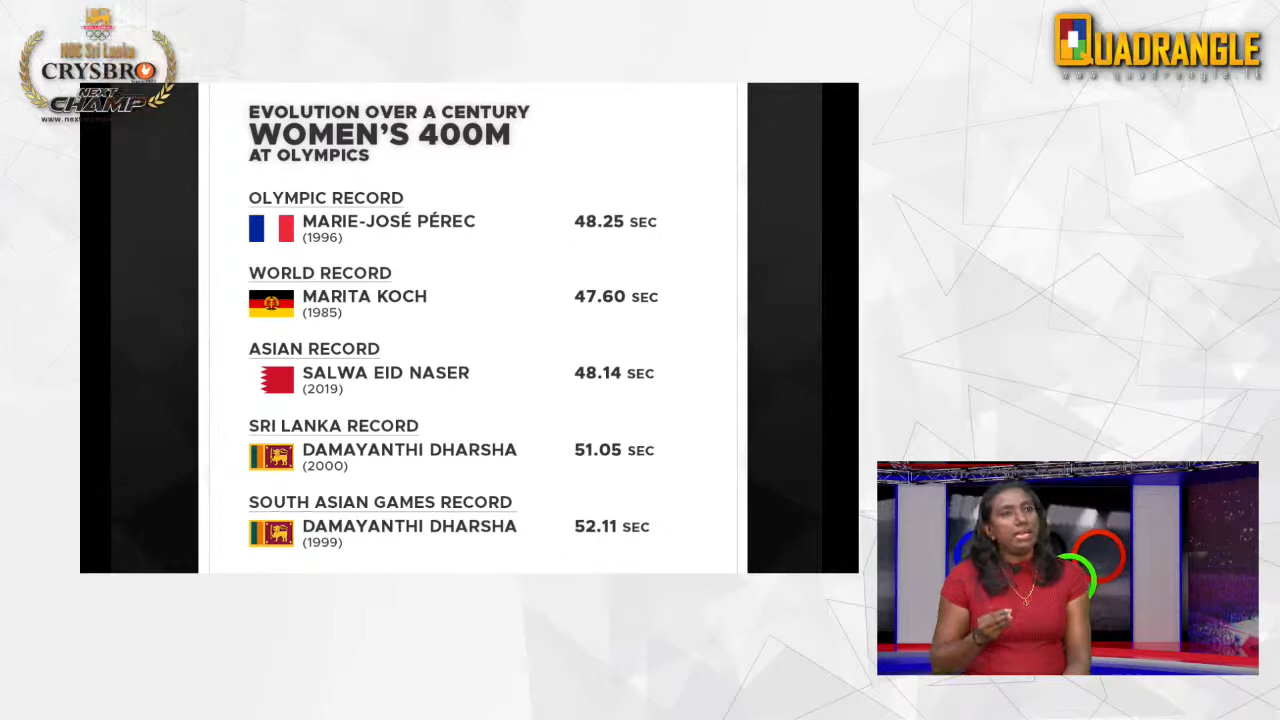 NOC Sri Lanka
CRYSBRO
NEXT
CHAMP
QUADRANGLE
www.quadrangle.lk
EVOLUTION OVER A CENTURY
WOMEN'S 400M
AT OLYMPICS
OLYMPIC RECORD
MARIE-JOSÉ PÉREC 48.25 SEC
(1996)
WORLD RECORD
MARITA KOCH 47.60 SEC
(1985)
ASIAN RECORD
SALWA EID NASER 48.14 SEC
(2019)
SRI LANKA RECORD
DAMAYANTHI DHARSHA 51.05 SEC
(2000)
SOUTH ASIAN GAMES RECORD
DAMAYANTHI DHARSHA 52.11 SEC
(1999)